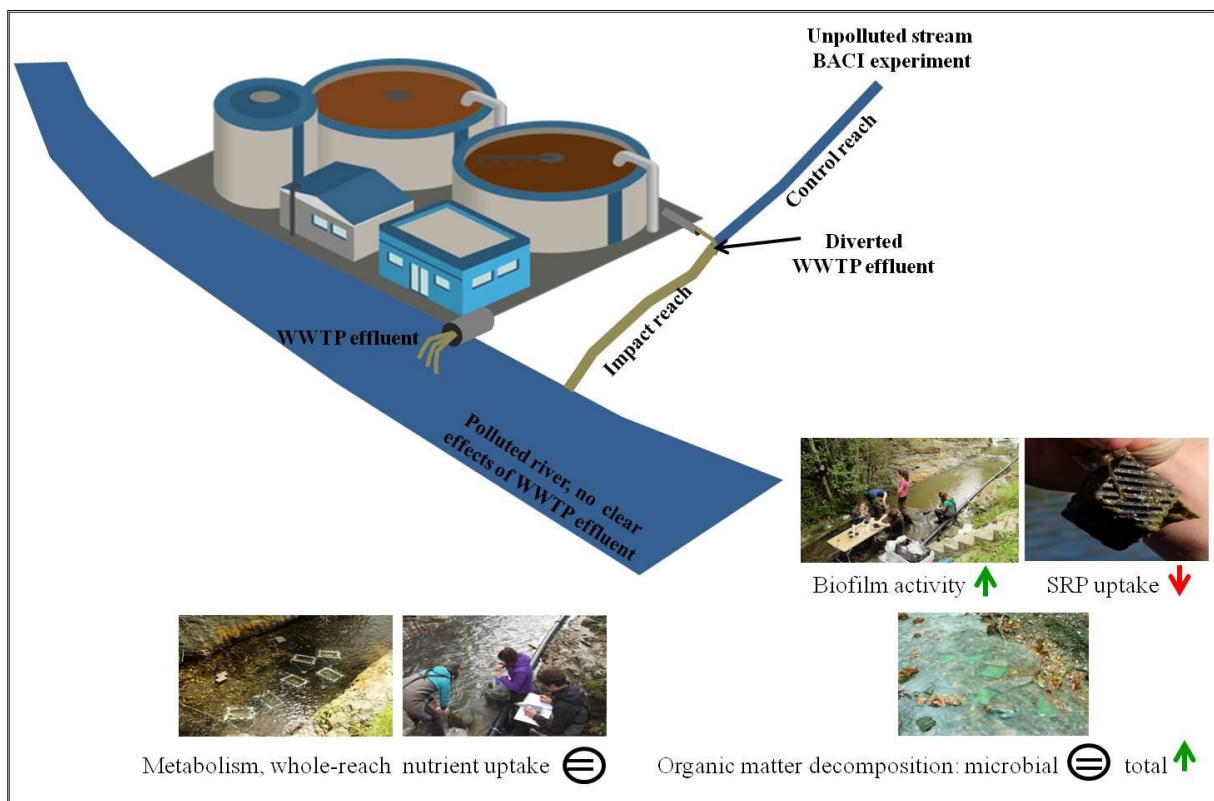 Unpolluted stream
BACI experiment
Control reach
Diverted
WWTP effluent
Impact reach
WWTP effluent
Polluted river, no clear
effects of WWTP effluent
Biofilm activity
SRP uptake
Metabolism, whole-reach nutrient uptake
Organic matter decomposition: microbial total